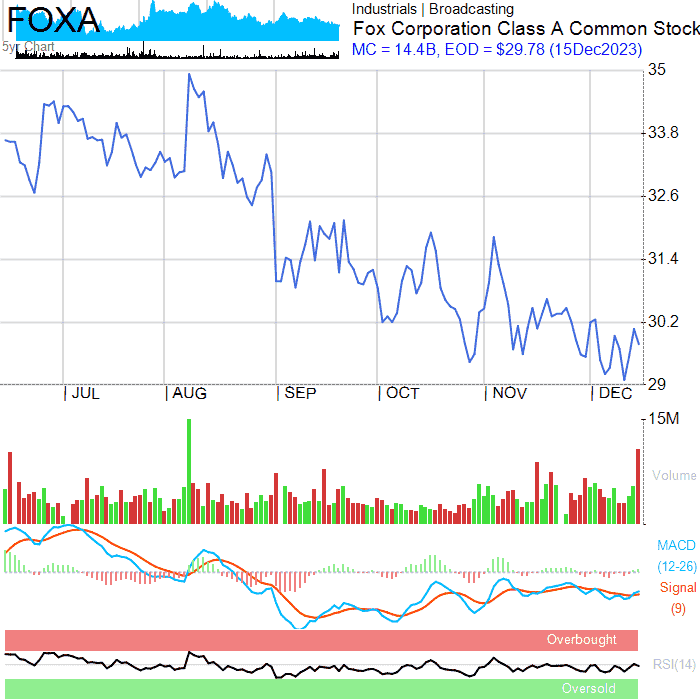 FOXA
5yr Chart
Industrials | Broadcasting
Fox Corporation Class A Common Stock
MC = 14.4B, EOD = $29.78 (15Dec2023)
35
33.8
32.6
31.4
30.2
29
| JUL | AUG | SEP | OCT | NOV | DEC
15M
Volume
MACD
(12-26)
Signal
(9)
Overbought
RSI(14)
Oversold